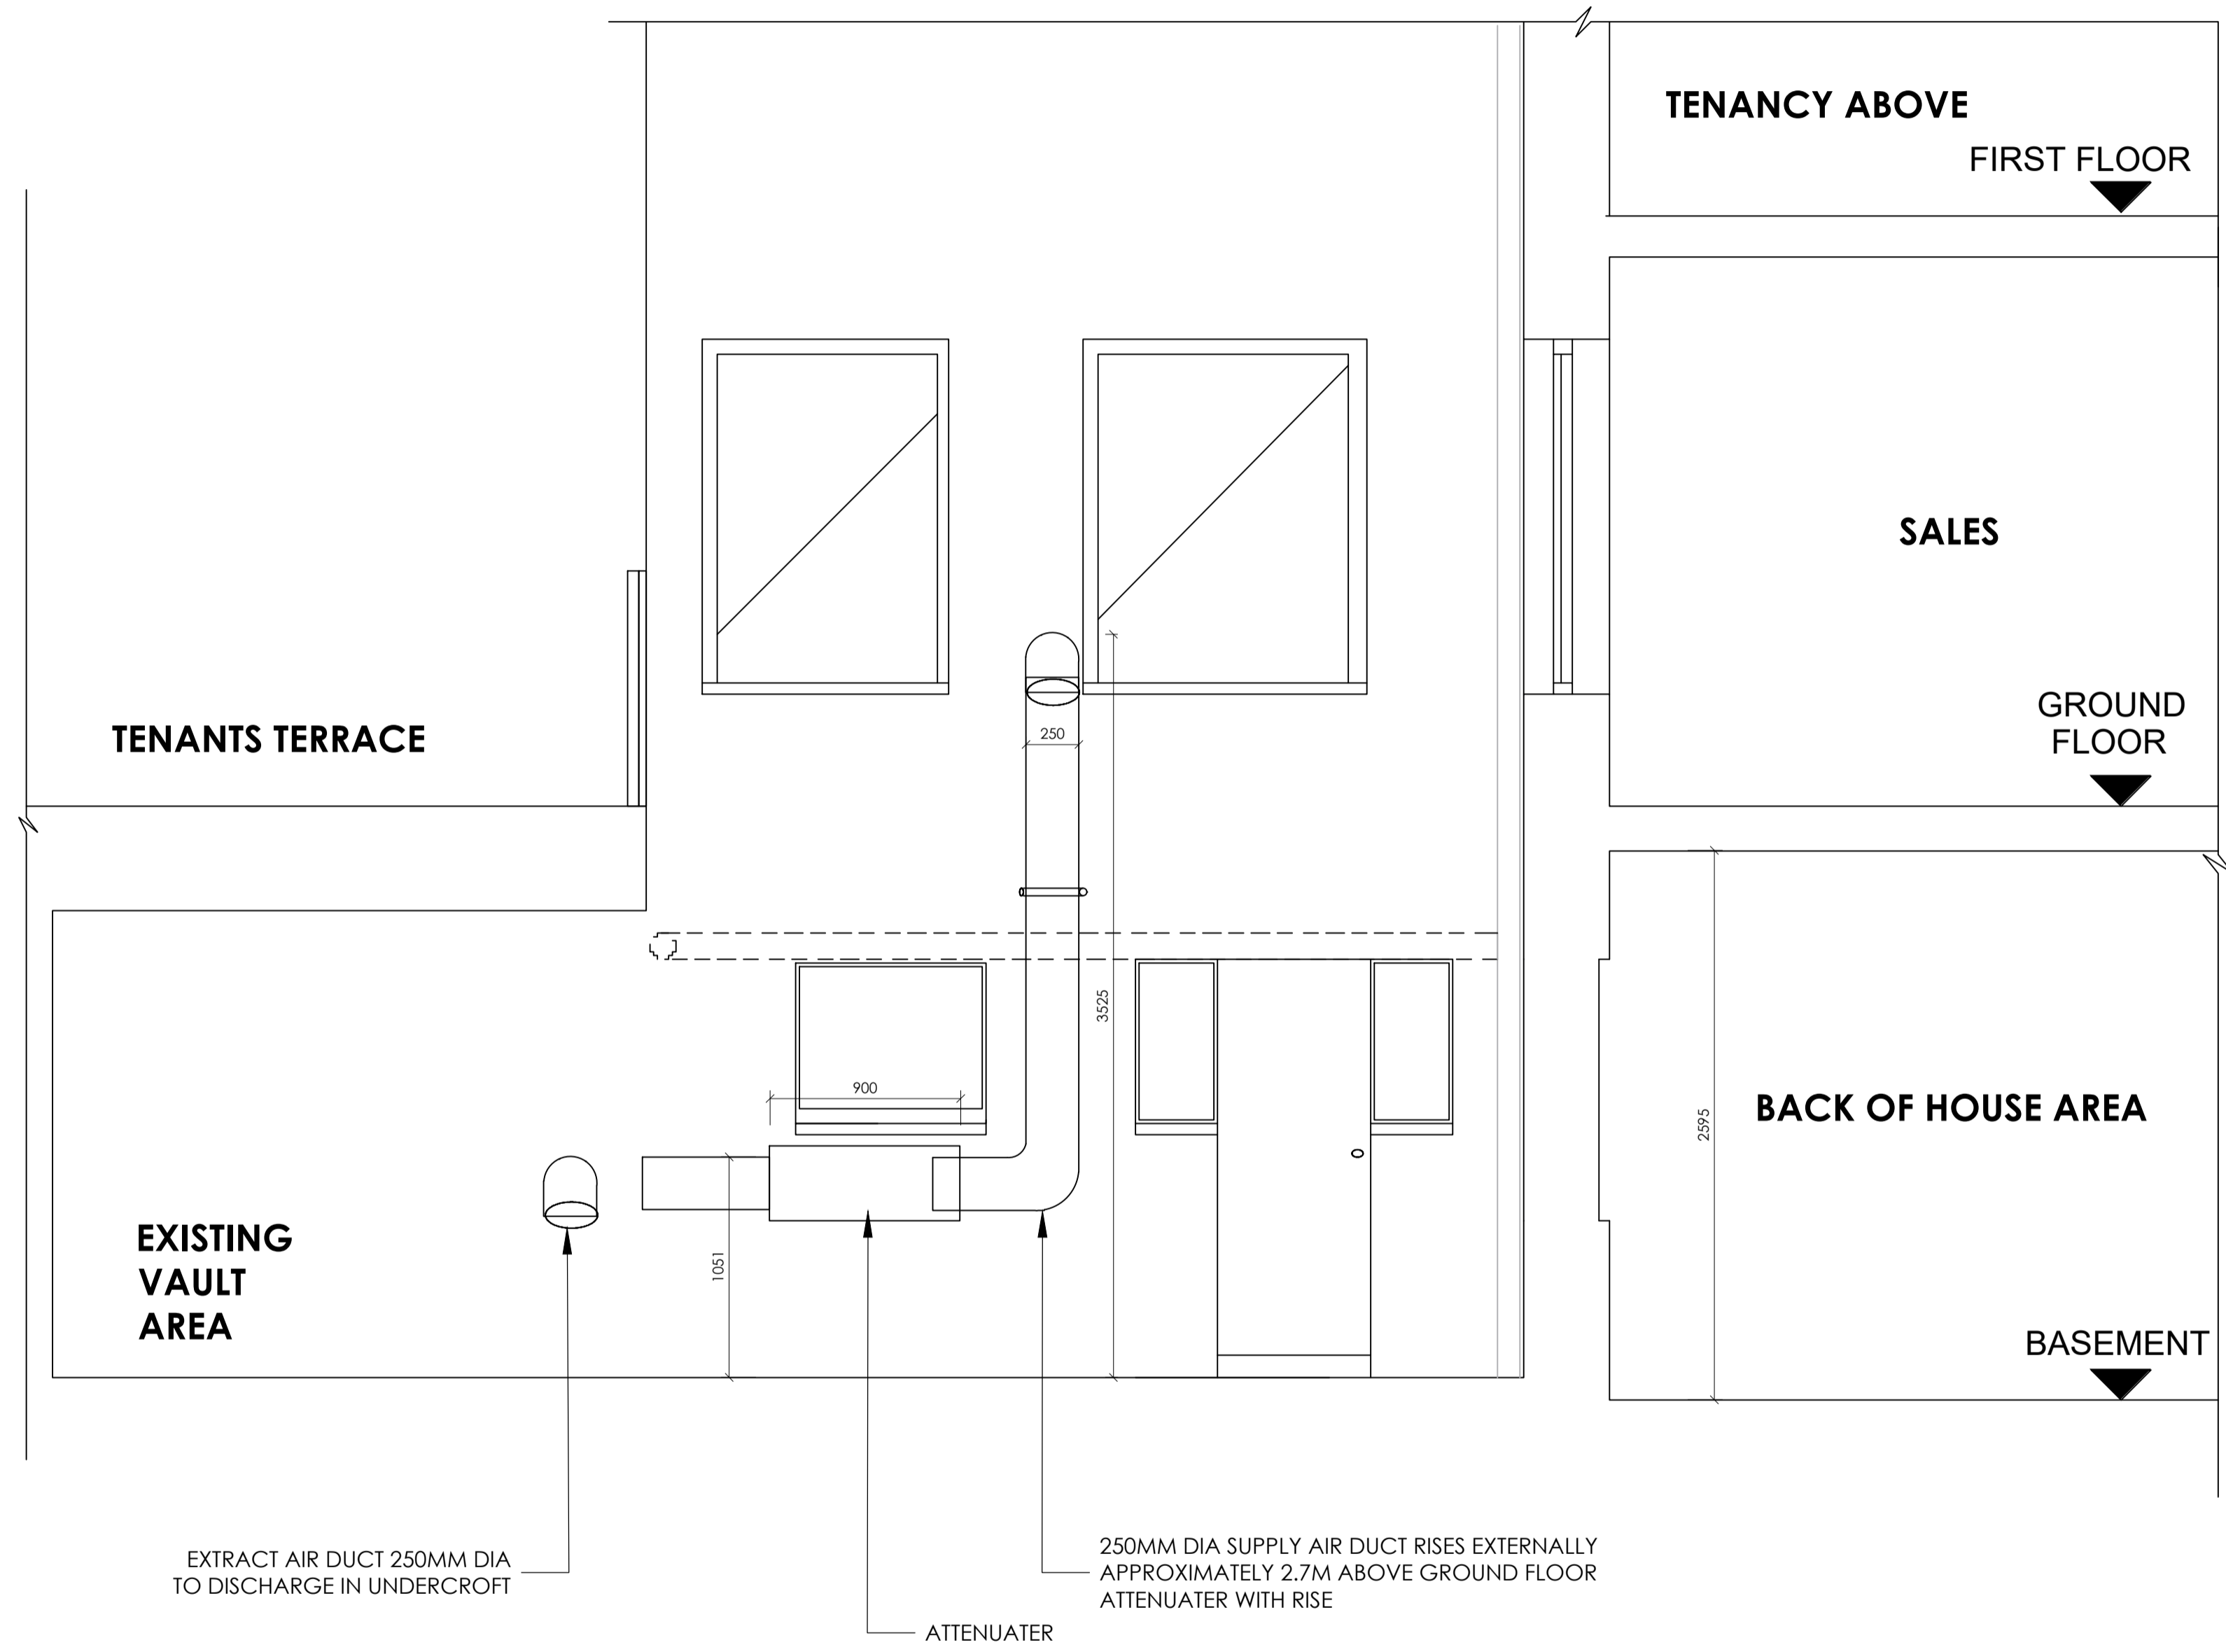 TENANCY ABOVE
FIRST FLOOR
SALES
GROUND
FLOOR
TENANTS TERRACE
250
3525
900
2595
BACK OF HOUSE AREA
EXISTING
VAULT
AREA
1051
BASEMENT
EXTRACT AIR DUCT 250MM DIA
TO DISCHARGE IN UNDERCROFT
250MM DIA SUPPLY AIR DUCT RISES EXTERNALLY
APPROXIMATELY 2.7M ABOVE GROUND FLOOR
ATTENUATER WITH RISE
ATTENUATER